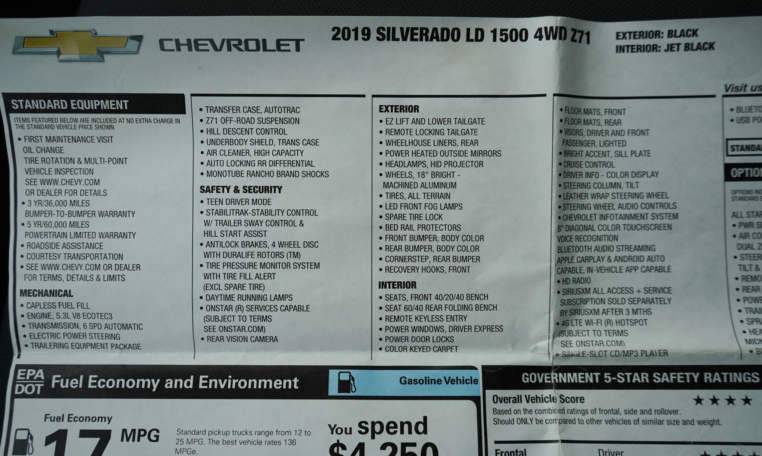 CHEVROLET
2019 SILVERADO LD 1500 4WD Z71
EXTERIOR: BLACK
INTERIOR: JET BLACK
STANDARD EQUIPMENT
ITEMS FEATURED BELOW ARE INCLUDED AT NO EXTRA CHARGE IN
THE STANDARD VEHICLE PRICE SHOWN
• FIRST MAINTENANCE VISIT
OIL CHANGE
TIRE ROTATION & MULTI-POINT
VEHICLE INSPECTION
SEE WWW.CHEVY.COM
OR DEALER FOR DETAILS
• 3 YR/36,000 MILES
BUMPER-TO-BUMPER WARRANTY
• 5 YR/60,000 MILES
POWERTRAIN LIMITED WARRANTY
• ROADSIDE ASSISTANCE
• COURTESY TRANSPORTATION
• SEE WWW.CHEVY.COM OR DEALER
FOR TERMS, DETAILS & LIMITS
MECHANICAL
• CAPLESS FUEL FILL
• ENGINE, 5.3L V8 ECOTEC3
• TRANSMISSION, 6 SPD AUTOMATIC
• ELECTRIC POWER STEERING
• TRAILERING EQUIPMENT PACKAGE
• TRANSFER CASE, AUTOTRAC
• Z71 OFF-ROAD SUSPENSION
• HILL DESCENT CONTROL
• UNDERBODY SHIELD, TRANS CASE
• AIR CLEANER, HIGH CAPACITY
• AUTO LOCKING RR DIFFERENTIAL
• MONOTUBE RANCHO BRAND SHOCKS
SAFETY & SECURITY
• TEEN DRIVER MODE
• STABILITRAK-STABILITY CONTROL
W/ TRAILER SWAY CONTROL &
HILL START ASSIST
• ANTILOCK BRAKES, 4 WHEEL DISC
WITH DURALIFE ROTORS (TM)
• TIRE PRESSURE MONITOR SYSTEM
WITH TIRE FILL ALERT
(EXCL SPARE TIRE)
• DAYTIME RUNNING LAMPS
• ONSTAR (R) SERVICES CAPABLE
(SUBJECT TO TERMS
SEE ONSTAR.COM)
• REAR VISION CAMERA
EXTERIOR
• EZ LIFT AND LOWER TAILGATE
• REMOTE LOCKING TAILGATE
• WHEELHOUSE LINERS, REAR
• POWER HEATED OUTSIDE MIRRORS
• HEADLAMPS, HID PROJECTOR
• WHEELS, 18" BRIGHT -
MACHINED ALUMINUM
• TIRES, ALL TERRAIN
• LED FRONT FOG LAMPS
• SPARE TIRE LOCK
• BED RAIL PROTECTORS
• FRONT BUMPER, BODY COLOR
• REAR BUMPER, BODY COLOR
• CORNERSTEP, REAR BUMPER
• RECOVERY HOOKS, FRONT
INTERIOR
• SEATS, FRONT 40/20/40 BENCH
• SEAT 60/40 REAR FOLDING BENCH
• REMOTE KEYLESS ENTRY
• POWER WINDOWS, DRIVER EXPRESS
• POWER DOOR LOCKS
• COLOR KEYED CARPET
• FLOOR MATS, FRONT
• FLOOR MATS, REAR
• VISORS, DRIVER AND FRONT
PASSENGER, LIGHTED
• BRIGHT ACCENT, SILL PLATE
• CRUISE CONTROL
• DRIVER INFO - COLOR DISPLAY
• STEERING COLUMN, TILT
• LEATHER WRAP STEERING WHEEL
• STEERING WHEEL AUDIO CONTROLS
• CHEVROLET INFOTAINMENT SYSTEM
8" DIAGONAL COLOR TOUCHSCREEN
VOICE RECOGNITION
BLUETOOTH AUDIO STREAMING
APPLE CARPLAY & ANDROID AUTO
CAPABLE, IN-VEHICLE APP CAPABLE
• HD RADIO
• SIRIUSXM ALL ACCESS + SERVICE
SUBSCRIPTION SOLD SEPARATELY
BY SIRIUSXM AFTER 3 MTHS
• 4G LTE WI-FI (R) HOTSPOT
(SUBJECT TO TERMS
SEE ONSTAR.COM)
• SINGLE-SLOT CD/MP3 PLAYER
Visit us
EPA
DOT
Fuel Economy and Environment
Gasoline Vehicle
Fuel Economy
17 MPG
Standard pickup trucks range from 12 to
25 MPG. The best vehicle rates 136
MPGe.
You spend
$4,250
GOVERNMENT 5-STAR SAFETY RATINGS
Overall Vehicle Score ★★★★
Based on the combined ratings of frontal, side and rollover.
Should ONLY be compared to other vehicles of similar size and weight.
Frontal
Driver